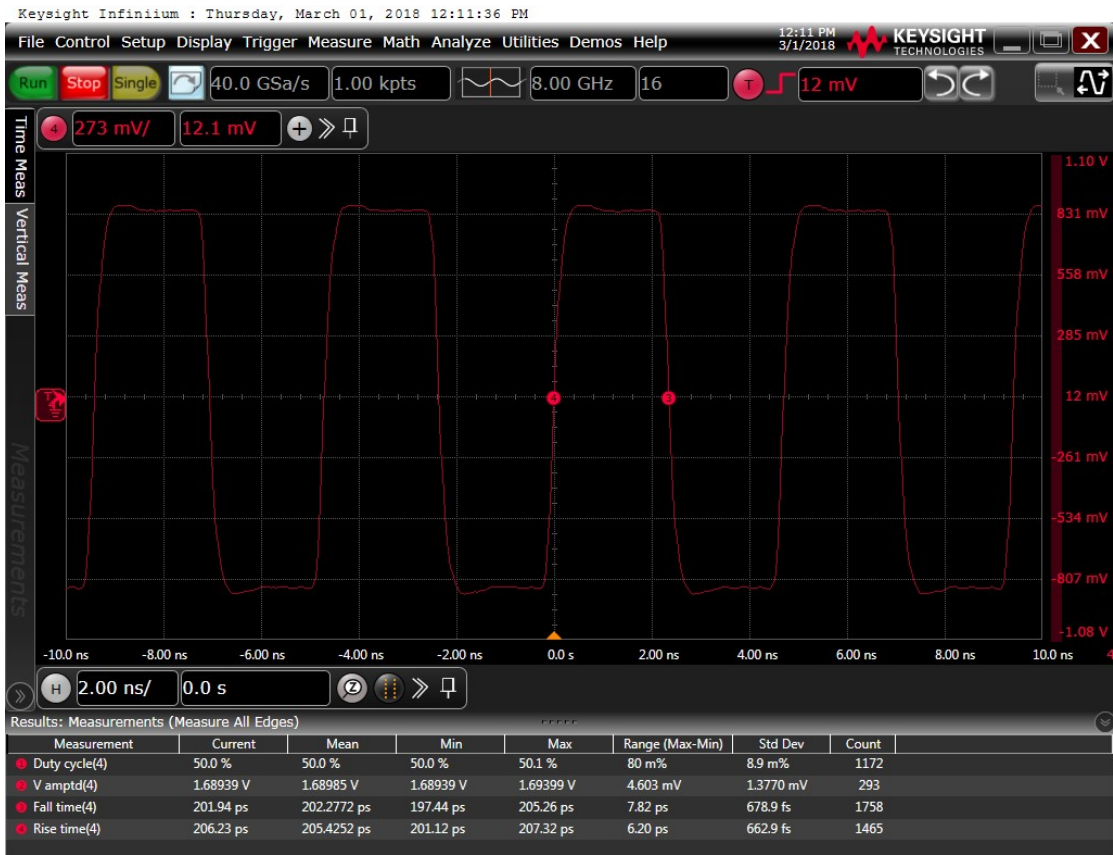 Keysight Infiniium : Thursday, March 01, 2018 12:11:36 PM
File Control Setup Display Trigger Measure Math Analyze Utilities Demos Help
12:11 PM
3/1/2018
KEYSIGHT
TECHNOLOGIES
Run Stop Single 40.0 GSa/s 1.00 kpts 8.00 GHz 16 T 12 mV
4 273 mV/ 12.1 mV
Time Meas
Vertical Meas
Measurements
1.10 V
831 mV
558 mV
285 mV
T 4 3 12 mV
-261 mV
-534 mV
-807 mV
-1.08 V
-10.0 ns -8.00 ns -6.00 ns -4.00 ns -2.00 ns 0.0 s 2.00 ns 4.00 ns 6.00 ns 8.00 ns 10.0 ns 4
H 2.00 ns/ 0.0 s Z
Results: Measurements (Measure All Edges)
Measurement Current Mean Min Max Range (Max-Min) Std Dev Count
1 Duty cycle(4) 50.0 % 50.0 % 50.0 % 50.1 % 80 m% 8.9 m% 1172
2 V amptd(4) 1.68939 V 1.68985 V 1.68939 V 1.69399 V 4.603 mV 1.3770 mV 293
3 Fall time(4) 201.94 ps 202.2772 ps 197.44 ps 205.26 ps 7.82 ps 678.9 fs 1758
4 Rise time(4) 206.23 ps 205.4252 ps 201.12 ps 207.32 ps 6.20 ps 662.9 fs 1465